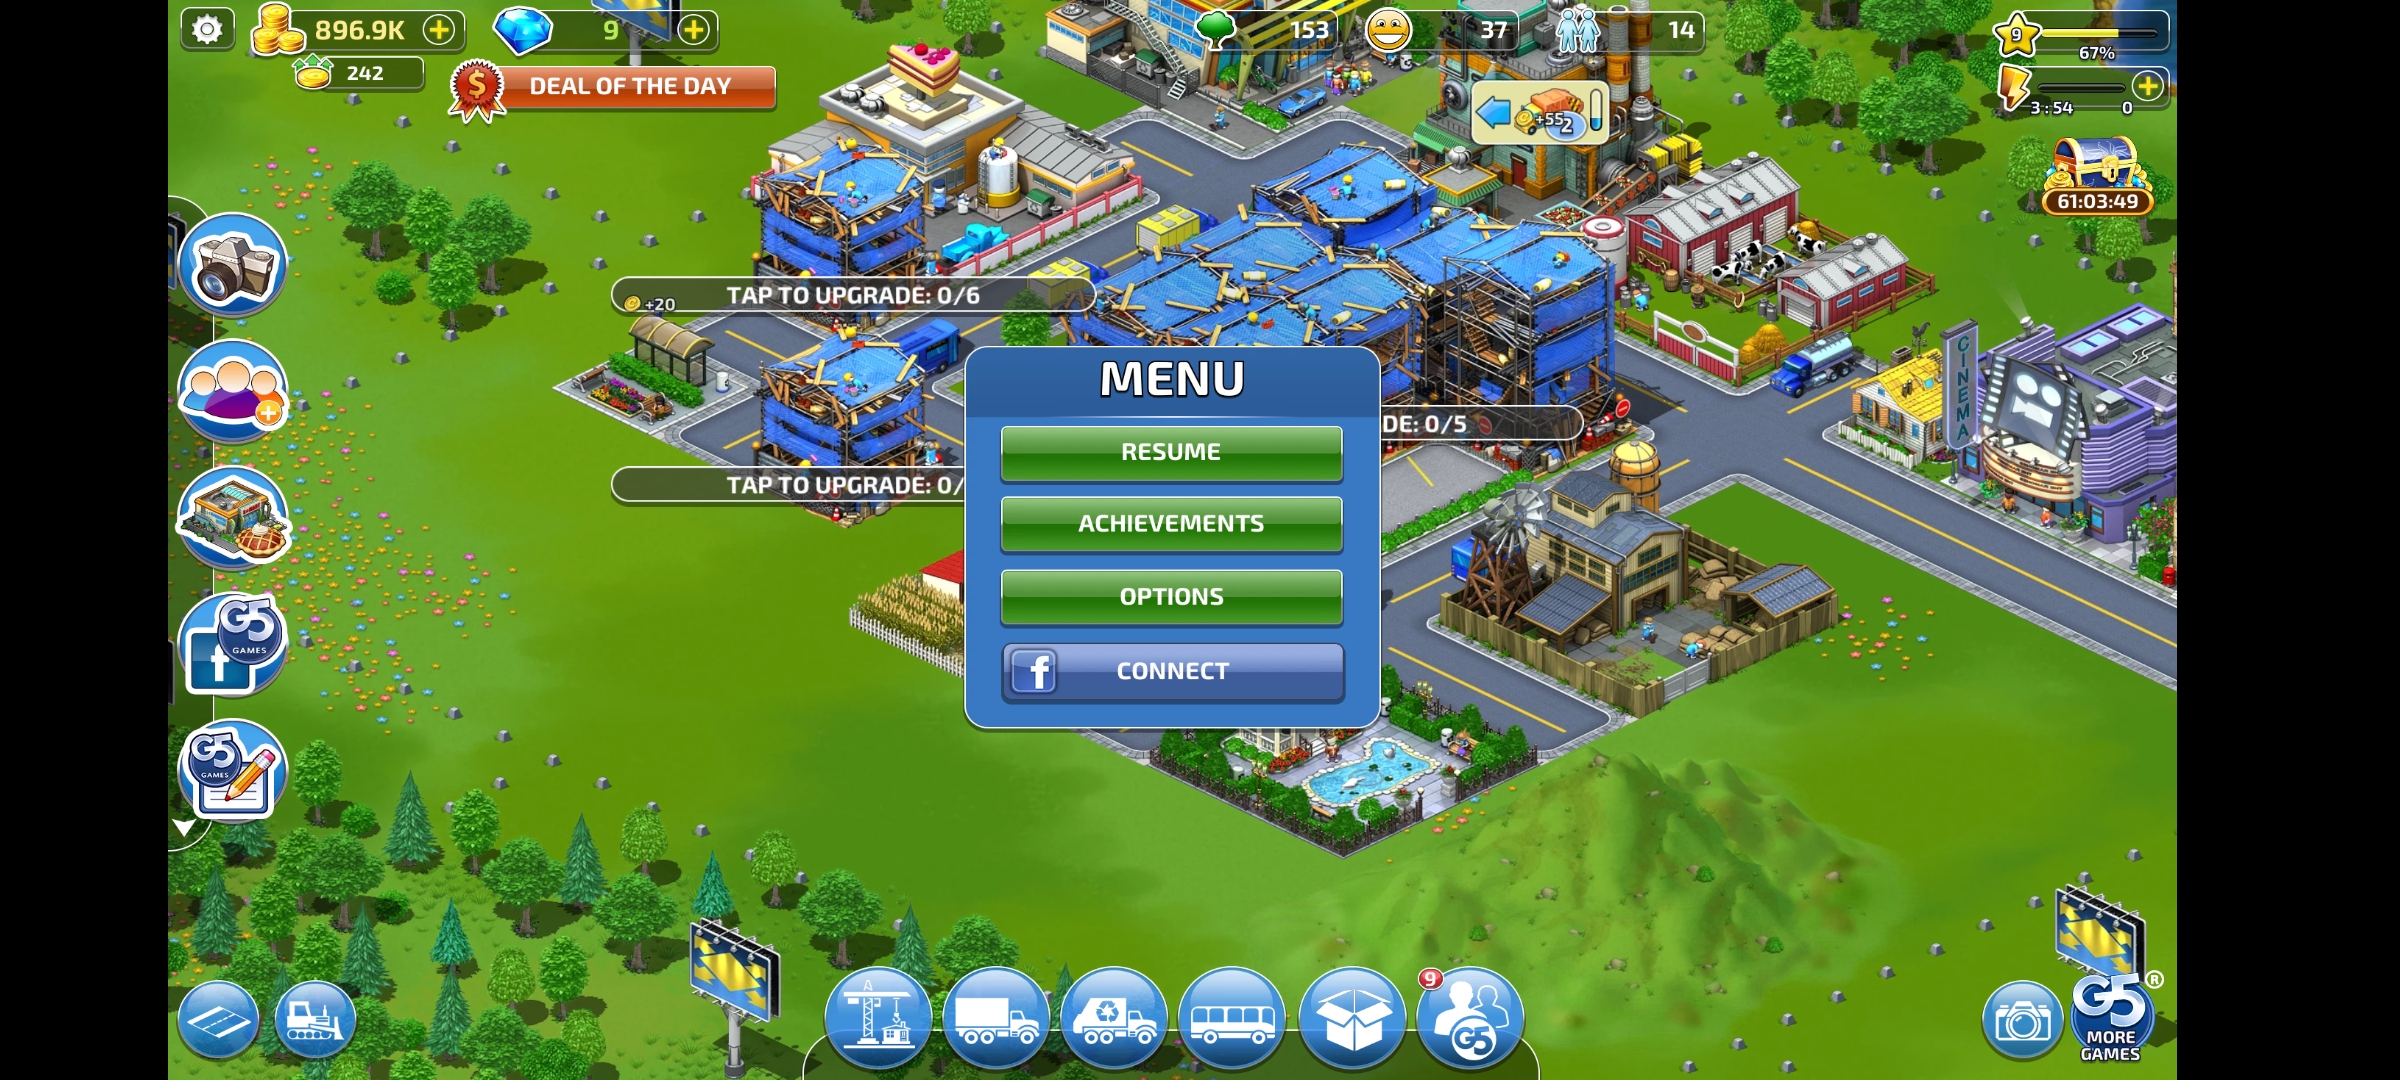 896.9K
9
153
37
14
9
67%
242
DEAL OF THE DAY
3:54
0
+55
2
61:03:49
+20
TAP TO UPGRADE: 0/6
CINEMA
MENU
DE: 0/5
RESUME
TAP TO UPGRADE: 0/
ACHIEVEMENTS
OPTIONS
G5
GAMES
f
f CONNECT
G5
GAMES
9
A
G5
G5®
MORE
GAMES